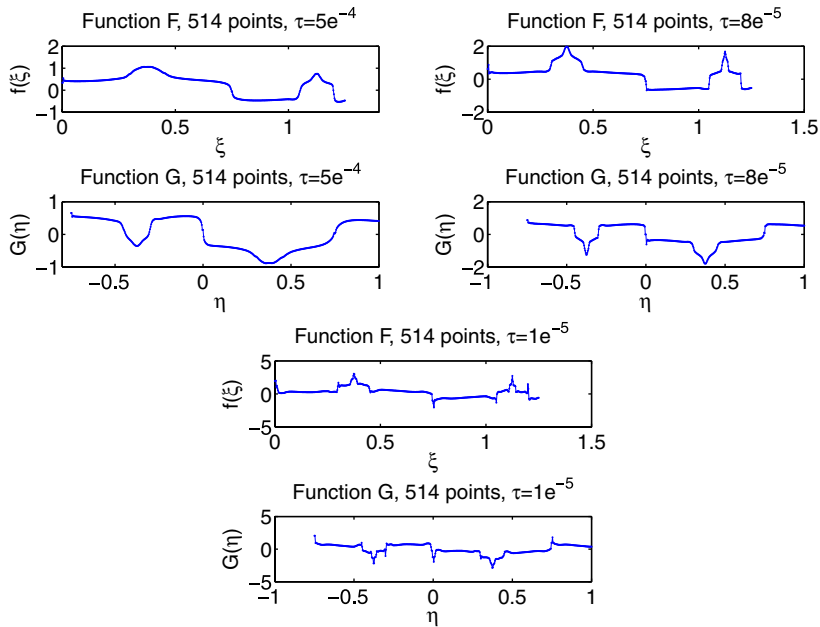 Function F, 514 points, τ=5e⁻⁴
f(ξ)
2
1
0
−1
0
0.5
1
ξ
Function F, 514 points, τ=8e⁻⁵
f(ξ)
2
0
−2
0
0.5
1
1.5
ξ
Function G, 514 points, τ=5e⁻⁴
G(η)
1
0
−1
−0.5
0
0.5
1
η
Function G, 514 points, τ=8e⁻⁵
G(η)
2
0
−2
−1
−0.5
0
0.5
1
η
Function F, 514 points, τ=1e⁻⁵
f(ξ)
5
0
−5
0
0.5
1
1.5
ξ
Function G, 514 points, τ=1e⁻⁵
G(η)
5
0
−5
−1
−0.5
0
0.5
1
η